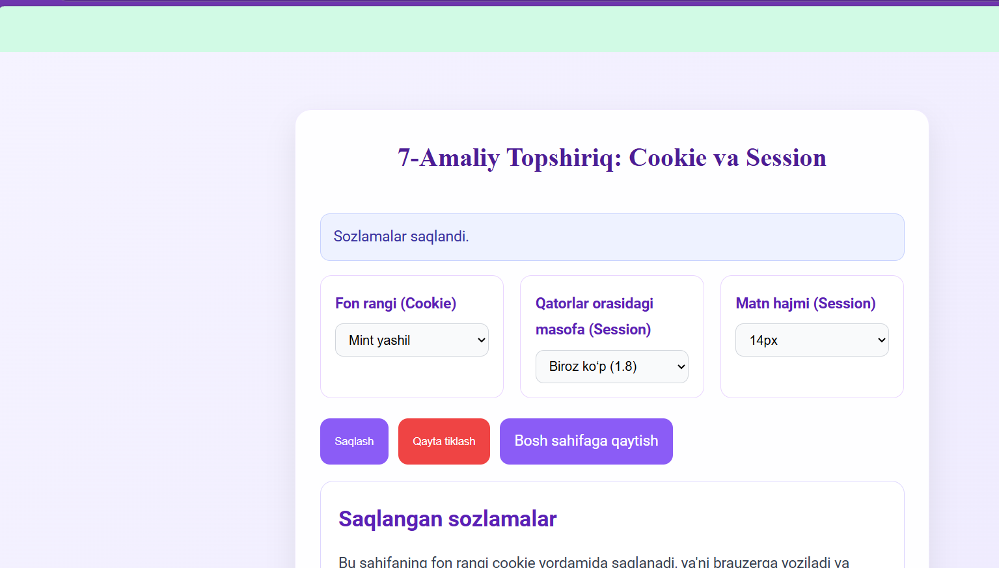 7-Amaliy Topshiriq: Cookie va Session
Sozlamalar saqlandi.
Fon rangi (Cookie)
Mint yashil
Qatorlar orasidagi
masofa (Session)
Biroz ko‘p (1.8)
Matn hajmi (Session)
14px
Saqlash
Qayta tiklash
Bosh sahifaga qaytish
Saqlangan sozlamalar
Bu sahifaning fon rangi cookie yordamida saqlanadi, ya'ni brauzerga yoziladi va